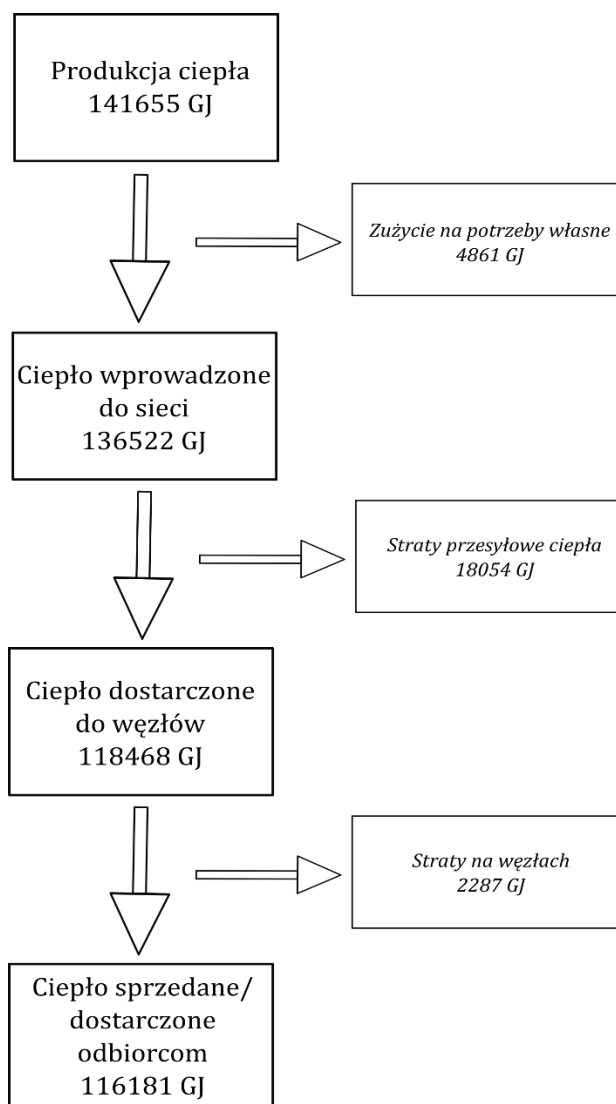 Produkcja ciepła
141655 GJ
Zużycie na potrzeby własne
4861 GJ
Ciepło wprowadzone
do sieci
136522 GJ
Straty przesyłowe ciepła
18054 GJ
Ciepło dostarczone
do węzłów
118468 GJ
Straty na węzłach
2287 GJ
Ciepło sprzedane/
dostarczone
odbiorcom
116181 GJ